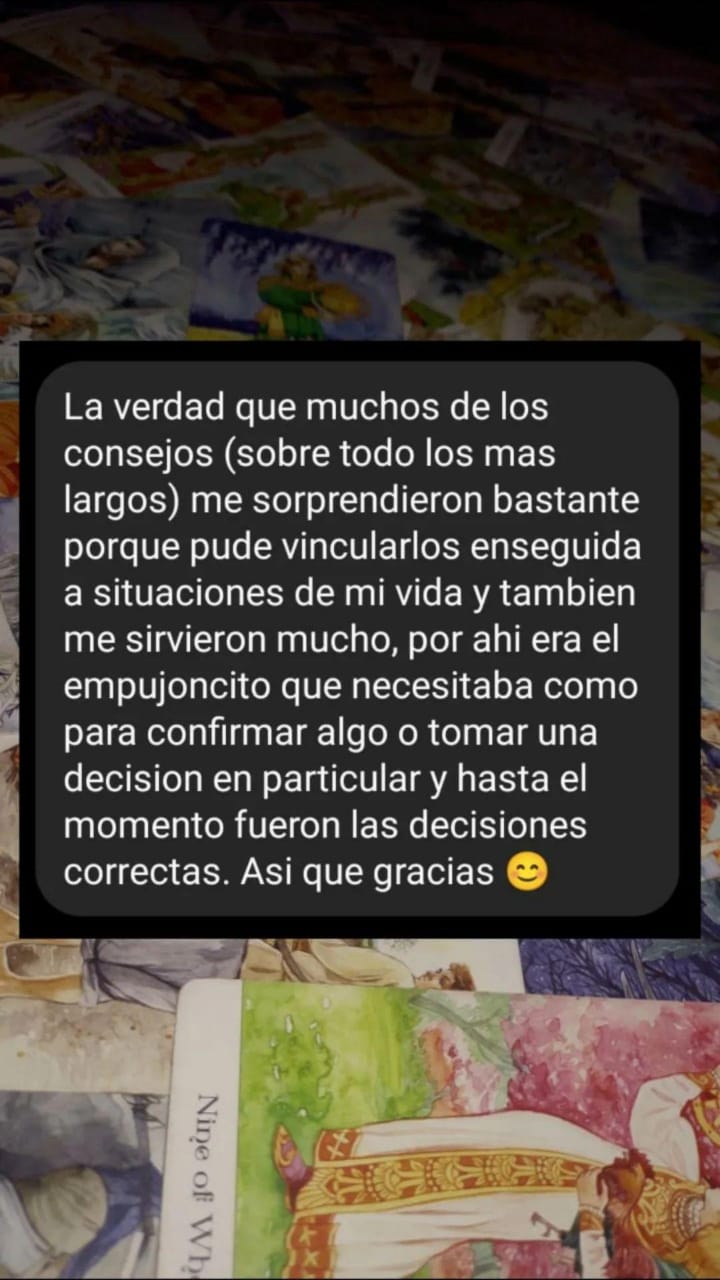 La verdad que muchos de los
consejos (sobre todo los mas
largos) me sorprendieron bastante
porque pude vincularlos enseguida
a situaciones de mi vida y tambien
me sirvieron mucho, por ahi era el
empujoncito que necesitaba como
para confirmar algo o tomar una
decision en particular y hasta el
momento fueron las decisiones
correctas. Asi que gracias 😊
Nine of